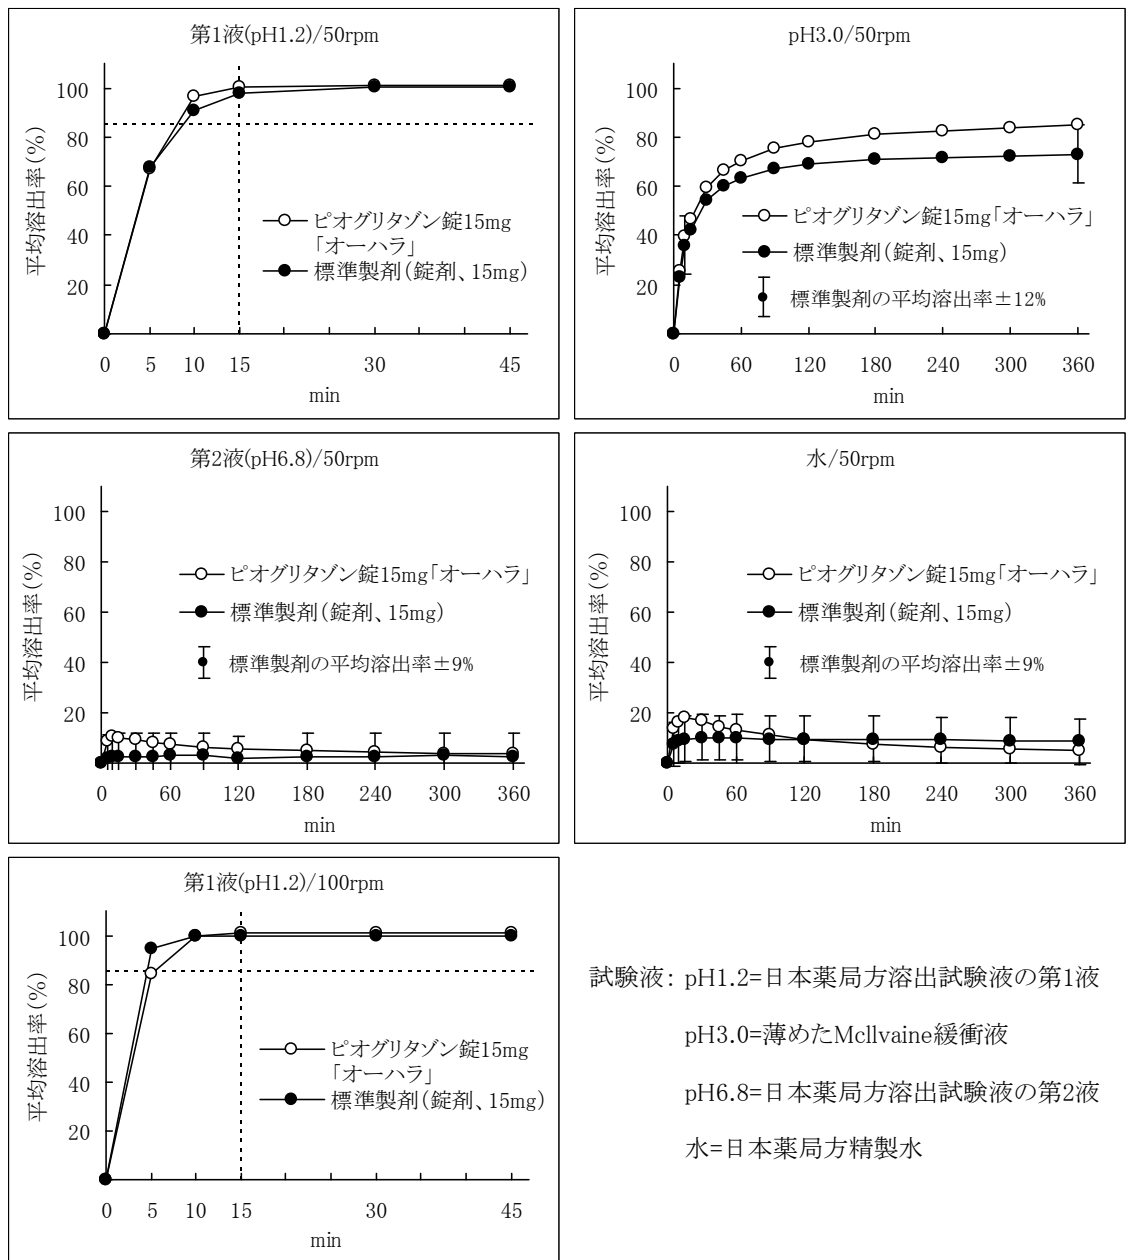 第1液(pH1.2)/50rpm
平均溶出率(%)
100
80
60
40
20
ピオグリタゾン錠15mg
「オーハラ」
標準製剤(錠剤、15mg)
0 5 10 15 30 45
min
pH3.0/50rpm
平均溶出率(%)
100
80
60
40
20
ピオグリタゾン錠15mg「オーハラ」
標準製剤(錠剤、15mg)
標準製剤の平均溶出率±12%
0 60 120 180 240 300 360
min
第2液(pH6.8)/50rpm
平均溶出率(%)
100
80
60
40
20
ピオグリタゾン錠15mg「オーハラ」
標準製剤(錠剤、15mg)
標準製剤の平均溶出率±9%
0 60 120 180 240 300 360
min
水/50rpm
平均溶出率(%)
100
80
60
40
20
ピオグリタゾン錠15mg「オーハラ」
標準製剤(錠剤、15mg)
標準製剤の平均溶出率±9%
0 60 120 180 240 300 360
min
第1液(pH1.2)/100rpm
平均溶出率(%)
100
80
60
40
20
ピオグリタゾン錠15mg
「オーハラ」
標準製剤(錠剤、15mg)
0 5 10 15 30 45
min
試験液: pH1.2=日本薬局方溶出試験液の第1液
pH3.0=薄めたMcllvaine緩衝液
pH6.8=日本薬局方溶出試験液の第2液
水=日本薬局方精製水